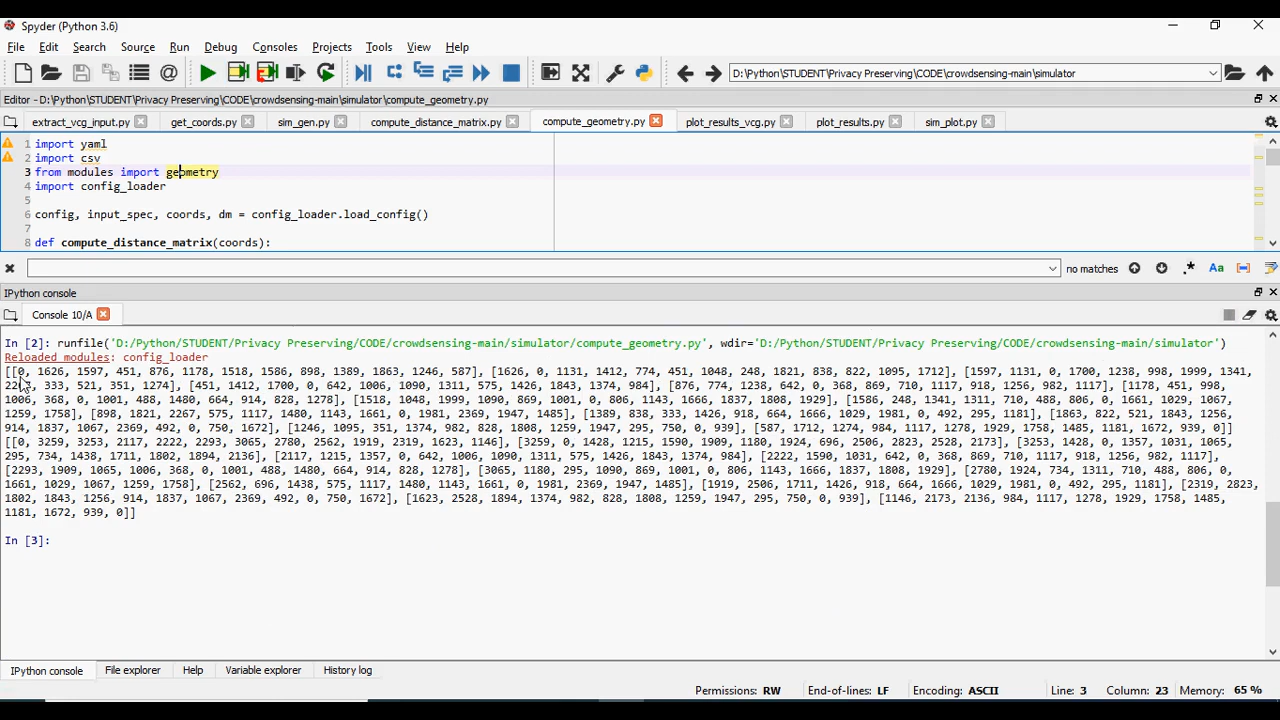 Spyder (Python 3.6)
File Edit Search Source Run Debug Consoles Projects Tools View Help
D:\Python\STUDENT\Privacy Preserving\CODE\crowdsensing-main\simulator
Editor - D:\Python\STUDENT\Privacy Preserving\CODE\crowdsensing-main\simulator\compute_geometry.py
extract_vcg_input.py get_coords.py sim_gen.py compute_distance_matrix.py compute_geometry.py plot_results_vcg.py plot_results.py sim_plot.py
1 import yaml
2 import csv
3 from modules import geometry
4 import config_loader
5
6 config, input_spec, coords, dm = config_loader.load_config()
7
8 def compute_distance_matrix(coords):
no matches
Aa
IPython console
Console 10/A
In [2]: runfile('D:/Python/STUDENT/Privacy Preserving/CODE/crowdsensing-main/simulator/compute_geometry.py', wdir='D:/Python/STUDENT/Privacy Preserving/CODE/crowdsensing-main/simulator')
Reloaded modules: config_loader
[[0, 1626, 1597, 451, 876, 1178, 1518, 1586, 898, 1389, 1863, 1246, 587], [1626, 0, 1131, 1412, 774, 451, 1048, 248, 1821, 838, 822, 1095, 1712], [1597, 1131, 0, 1700, 1238, 998, 1999, 1341,
333, 521, 351, 1274], [451, 1412, 1700, 0, 642, 1006, 1090, 1311, 575, 1426, 1843, 1374, 984], [876, 774, 1238, 642, 0, 368, 869, 710, 1117, 918, 1256, 982, 1117], [1178, 451, 998,
1006, 368, 0, 1001, 488, 1480, 664, 914, 828, 1278], [1518, 1048, 1999, 1090, 869, 1001, 0, 806, 1143, 1666, 1837, 1808, 1929], [1586, 248, 1341, 1311, 710, 488, 806, 0, 1661, 1029, 1067,
1259, 1758], [898, 1821, 2267, 575, 1117, 1480, 1143, 1661, 0, 1981, 2369, 1947, 1485], [1389, 838, 333, 1426, 918, 664, 1666, 1029, 1981, 0, 492, 295, 1181], [1863, 822, 521, 1843, 1256,
914, 1837, 1067, 2369, 492, 0, 750, 1672], [1246, 1095, 351, 1374, 982, 828, 1808, 1259, 1947, 295, 750, 0, 939], [587, 1712, 1274, 984, 1117, 1278, 1929, 1758, 1485, 1181, 1672, 939, 0]]
[[0, 3259, 3253, 2117, 2222, 2293, 3065, 2780, 2562, 1919, 2319, 1623, 1146], [3259, 0, 1428, 1215, 1590, 1909, 1180, 1924, 696, 2506, 2823, 2528, 2173], [3253, 1428, 0, 1357, 1031, 1065,
295, 734, 1438, 1711, 1802, 1894, 2136], [2117, 1215, 1357, 0, 642, 1006, 1090, 1311, 575, 1426, 1843, 1374, 984], [2222, 1590, 1031, 642, 0, 368, 869, 710, 1117, 918, 1256, 982, 1117],
[2293, 1909, 1065, 1006, 368, 0, 1001, 488, 1480, 664, 914, 828, 1278], [3065, 1180, 295, 1090, 869, 1001, 0, 806, 1143, 1666, 1837, 1808, 1929], [2780, 1924, 734, 1311, 710, 488, 806, 0,
1661, 1029, 1067, 1259, 1758], [2562, 696, 1438, 575, 1117, 1480, 1143, 1661, 0, 1981, 2369, 1947, 1485], [1919, 2506, 1711, 1426, 918, 664, 1666, 1029, 1981, 0, 492, 295, 1181], [2319, 2823,
1802, 1843, 1256, 914, 1837, 1067, 2369, 492, 0, 750, 1672], [1623, 2528, 1894, 1374, 982, 828, 1808, 1259, 1947, 295, 750, 0, 939], [1146, 2173, 2136, 984, 1117, 1278, 1929, 1758, 1485,
1181, 1672, 939, 0]]
In [3]:
IPython console File explorer Help Variable explorer History log
Permissions: RW End-of-lines: LF Encoding: ASCII Line: 3 Column: 23 Memory: 65 %